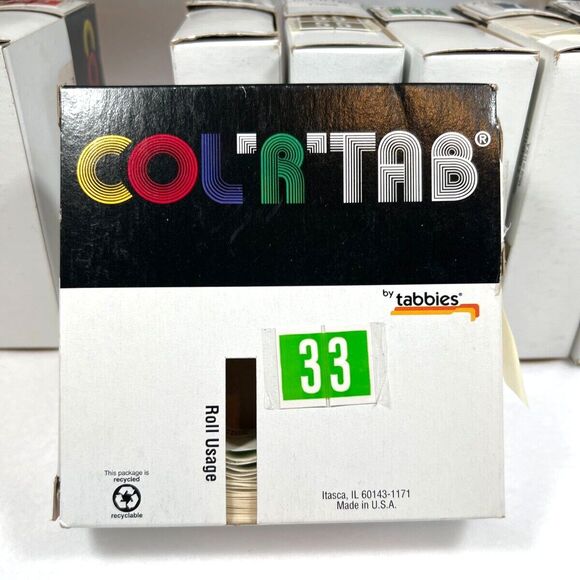 COL'R'TAB®
by tabbies®
33
Roll Usage
This package is
recycled
recyclable
Itasca, IL 60143-1171
Made in U.S.A.